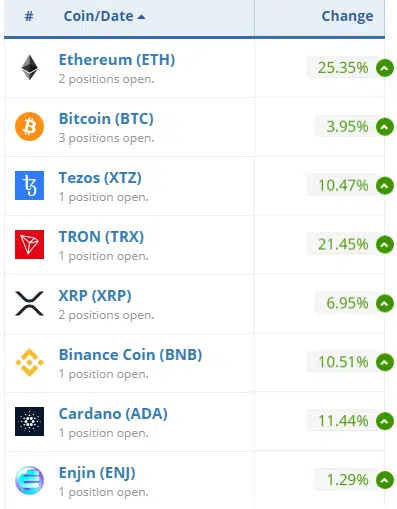 # Coin/Date Change
Ethereum (ETH)
2 positions open.
25.35%
Bitcoin (BTC)
3 positions open.
3.95%
Tezos (XTZ)
1 position open.
10.47%
TRON (TRX)
1 position open.
21.45%
XRP (XRP)
2 positions open.
6.95%
Binance Coin (BNB)
1 position open.
10.51%
Cardano (ADA)
1 position open.
11.44%
Enjin (ENJ)
1 position open.
1.29%